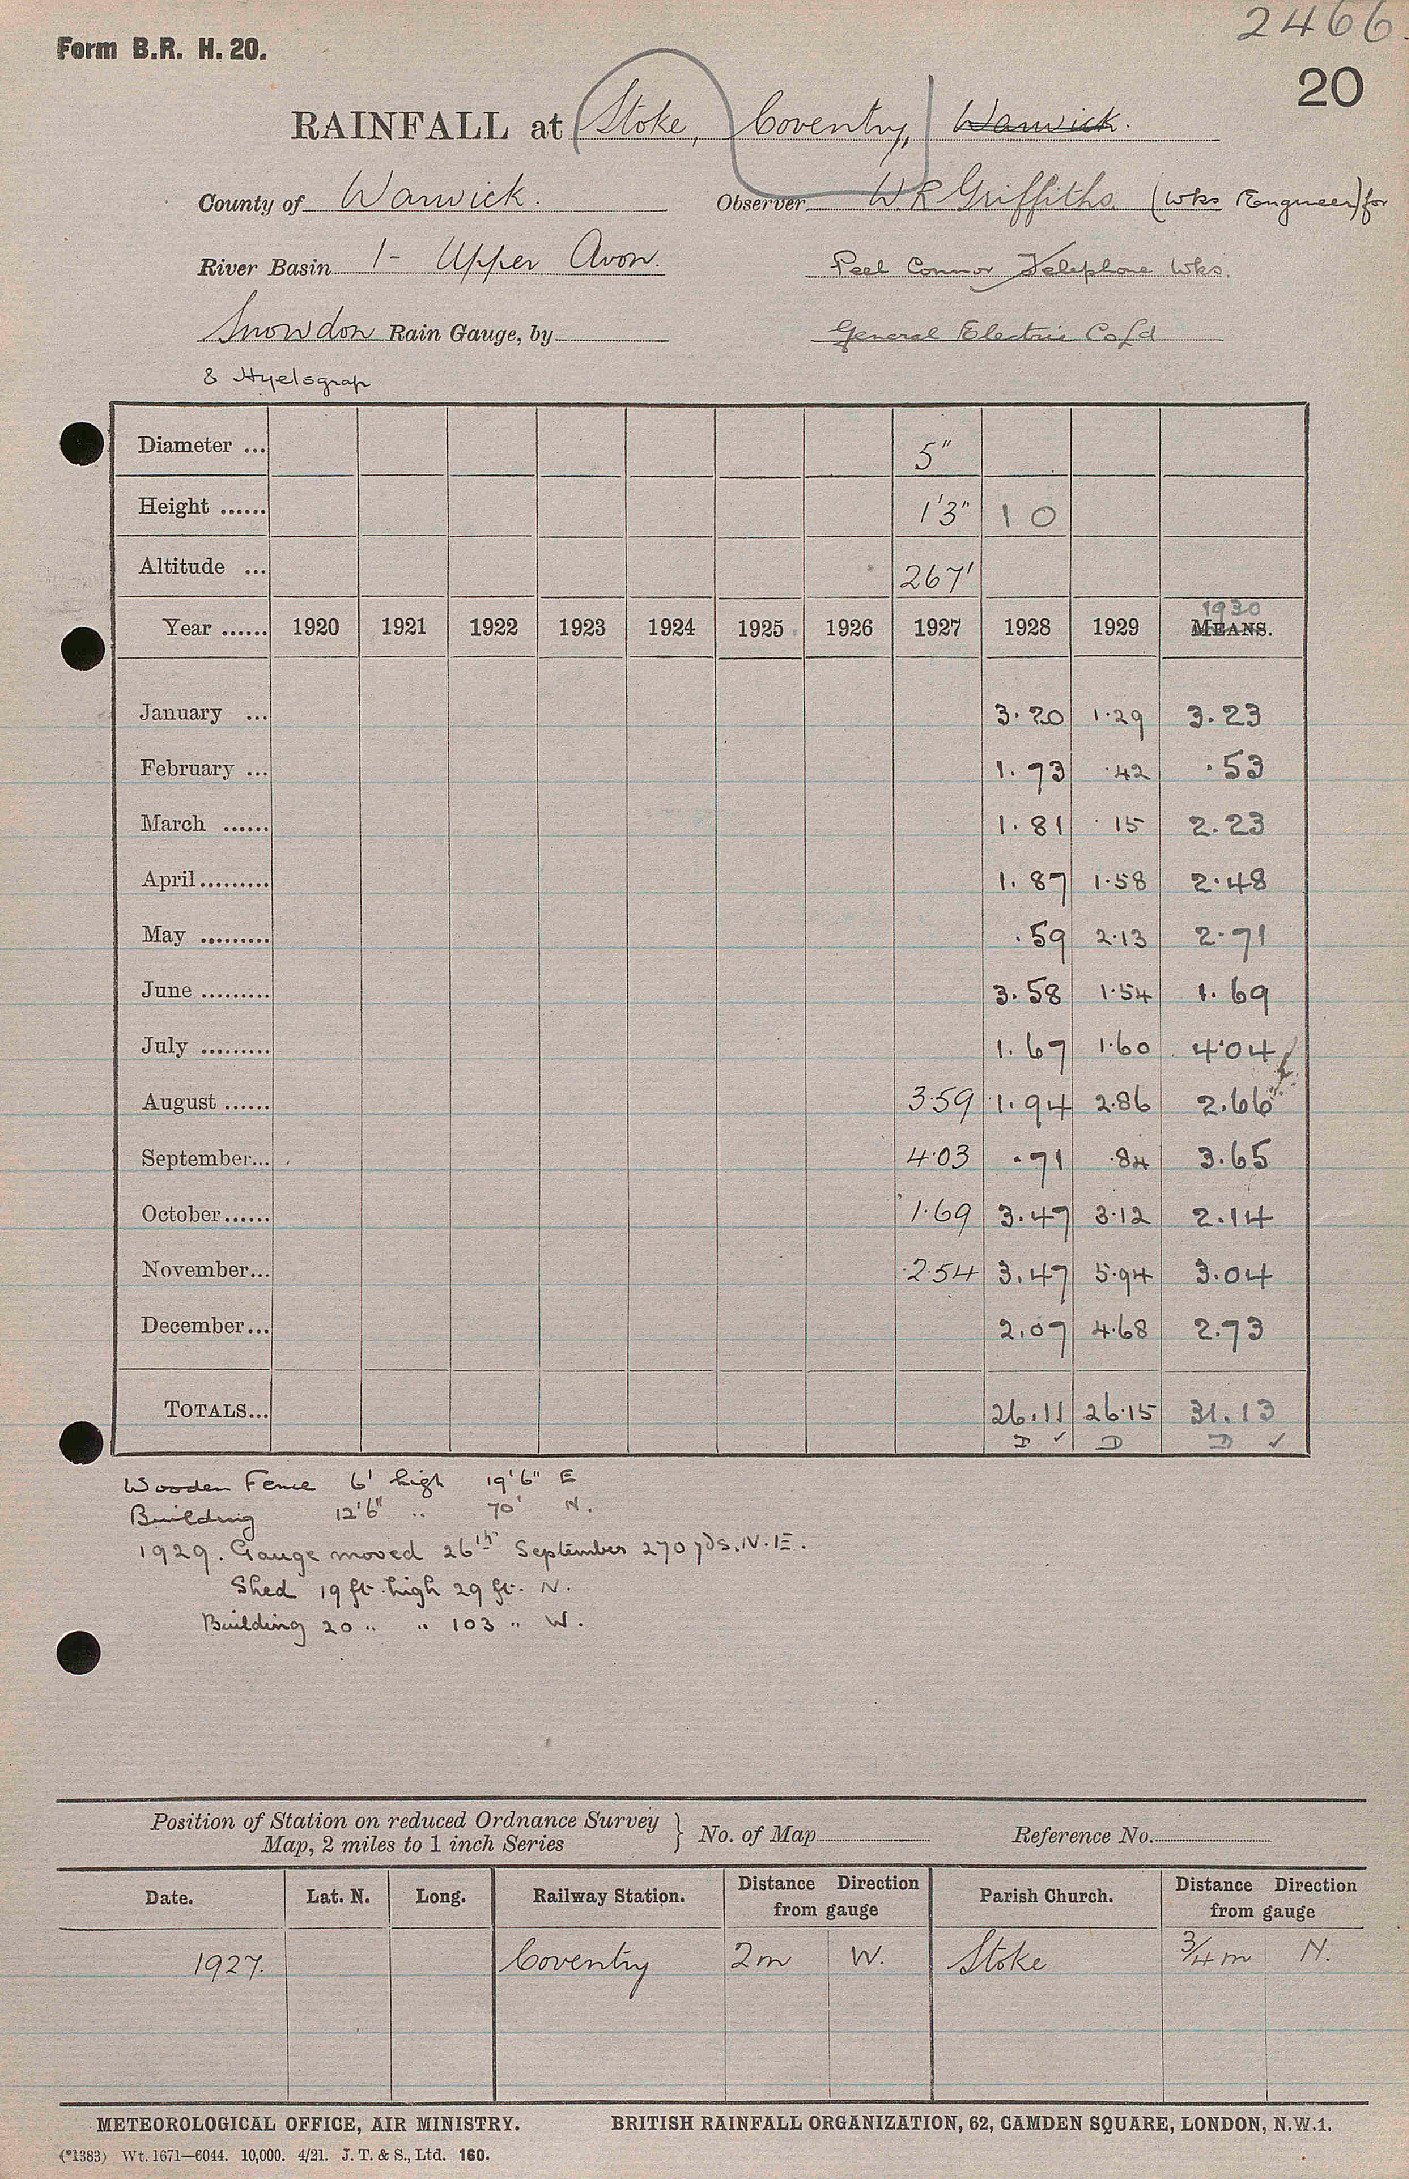 2466.
Form B.R. H. 20.
20
RAINFALL at Stoke, Coventry, Warwick.
County of Warwick. Observer W. R Griffiths. (Wks Engineer) for
River Basin 1- Upper Avon. Peel Connor Telephone Wks.
Snowdon Rain Gauge, by General Electric Co Ld
& Hyetograp
Diameter ... 5"
Height ...... 1'3" 1 0
Altitude ... 267'
1930
Year ...... 1920 1921 1922 1923 1924 1925 1926 1927 1928 1929 MEANS.
January ... 3.20 1.29 3.23
February ... 1.73 .42 .53
March ...... 1.81 .15 2.23
April ......... 1.87 1.58 2.48
May ......... .59 2.13 2.71
June ......... 3.58 1.54 1.69
July ......... 1.67 1.60 4.04
August ...... 3.59 1.94 2.86 2.66
September... 4.03 .71 .84 3.65
October...... 1.69 3.47 3.12 2.14
November... 2.54 3.47 5.94 3.04
December... 2.07 4.68 2.73
TOTALS... 26.11 26.15 31.13
D ✓ D D ✓
Wooden Fence 6' high 19'6" E
Building 12'6" " 70' N.
1929. Gauge moved 26th September 270 yds. N.E.
Shed 19 ft. high 29 ft. N.
Building 20 " " 103 " W.
Position of Station on reduced Ordnance Survey
Map, 2 miles to 1 inch Series } No. of Map Reference No.
Date. Lat. N. Long. Railway Station. Distance Direction from gauge Parish Church. Distance Direction from gauge
1927. Coventry 2m W. Stoke 3/4 m N.
METEOROLOGICAL OFFICE, AIR MINISTRY. BRITISH RAINFALL ORGANIZATION, 62, CAMDEN SQUARE, LONDON, N.W.1.
(*1383) Wt. 1671—6044. 10,000. 4/21. J. T. & S., Ltd. 160.